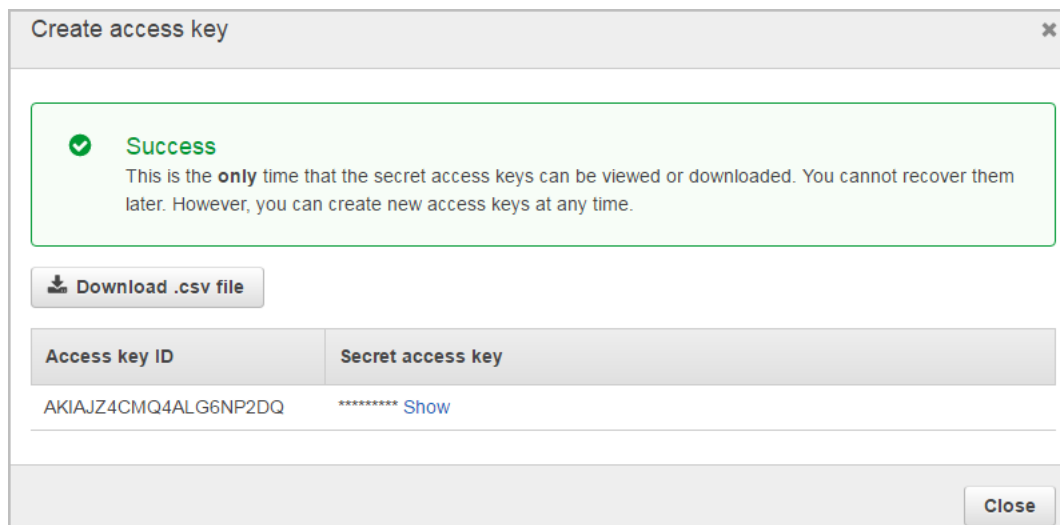 Create access key
Success
This is the only time that the secret access keys can be viewed or downloaded. You cannot recover them
later. However, you can create new access keys at any time.
Download .csv file
Access key ID Secret access key
AKIAJZ4CMQ4ALG6NP2DQ ********* Show
Close